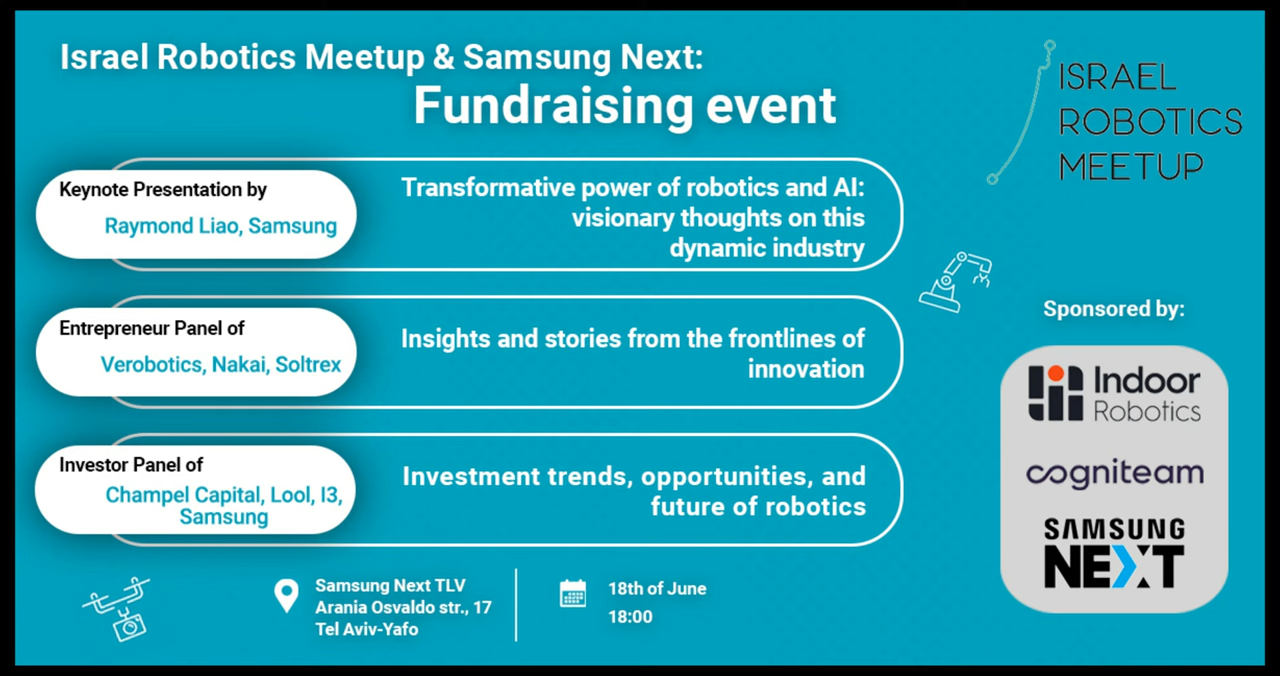 Israel Robotics Meetup & Samsung Next:
Fundraising event
ISRAEL
ROBOTICS
MEETUP
Keynote Presentation by
Raymond Liao, Samsung
Transformative power of robotics and AI:
visionary thoughts on this
dynamic industry
Entrepreneur Panel of
Verobotics, Nakai, Soltrex
Insights and stories from the frontlines of
innovation
Investor Panel of
Champel Capital, Lool, I3,
Samsung
Investment trends, opportunities, and
future of robotics
Sponsored by:
Indoor
Robotics
cogniteam
SAMSUNG
NEXT
Samsung Next TLV
Arania Osvaldo str., 17
Tel Aviv-Yafo
18th of June
18:00